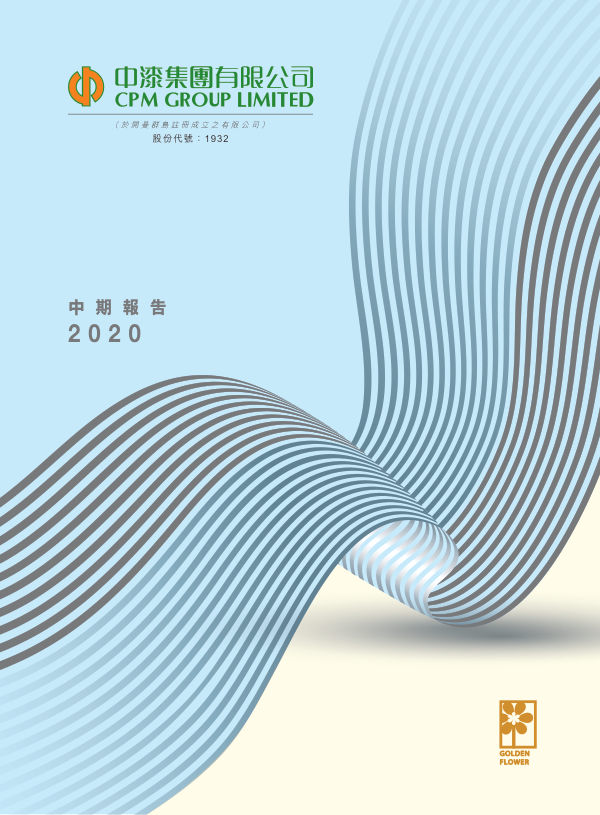 中漆集團有限公司
CPM GROUP LIMITED
（於開曼群島註冊成立之有限公司）
股份代號：1932
中期報告
2020
GOLDEN
FLOWER